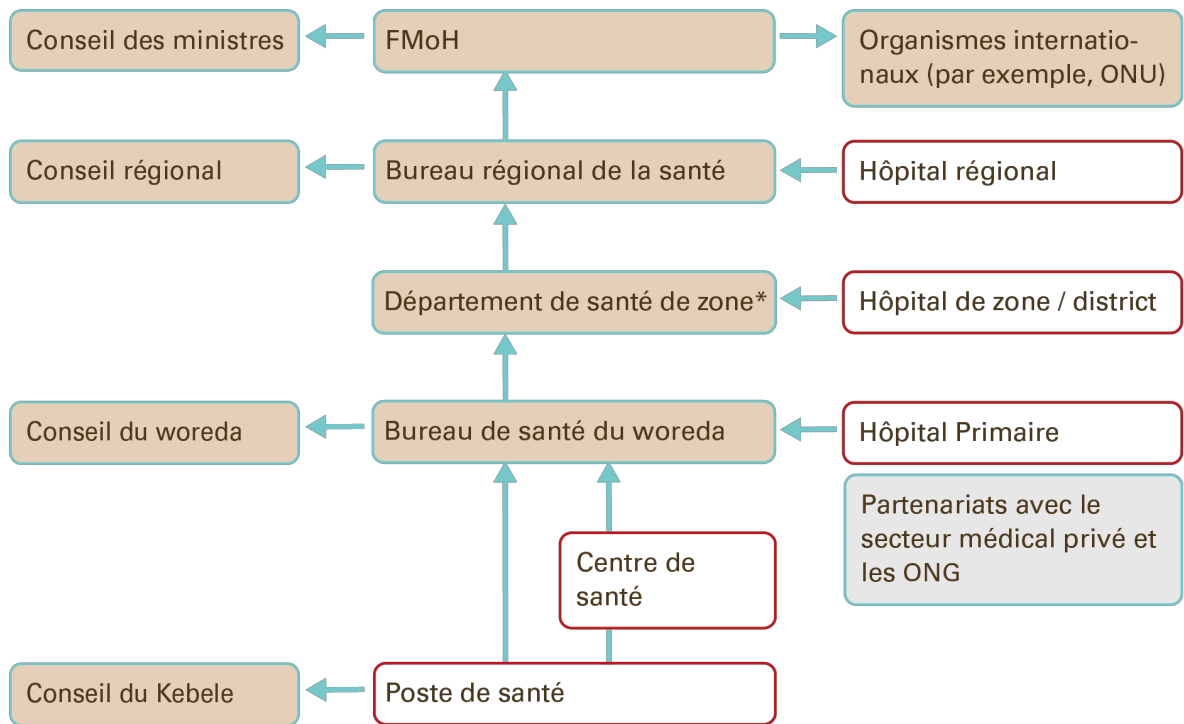 Conseil des ministres
FMoH
Organismes internatio-
naux (par exemple, ONU)
Conseil régional
Bureau régional de la santé
Hôpital régional
Département de santé de zone*
Hôpital de zone / district
Conseil du woreda
Bureau de santé du woreda
Hôpital Primaire
Partenariats avec le
secteur médical privé et
les ONG
Centre de
santé
Conseil du Kebele
Poste de santé